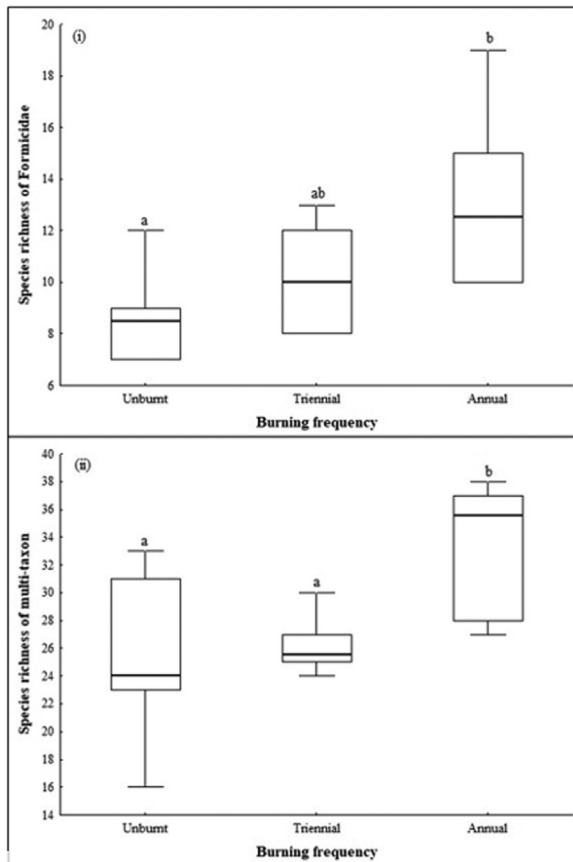 (i)
Species richness of Formicidae
20
18
16
14
12
10
8
6
a
ab
b
Unburnt Triennial Annual
Burning frequency
(ii)
Species richness of multi-taxon
40
38
36
34
32
30
28
26
24
22
20
18
16
14
a
a
b
Unburnt Triennial Annual
Burning frequency